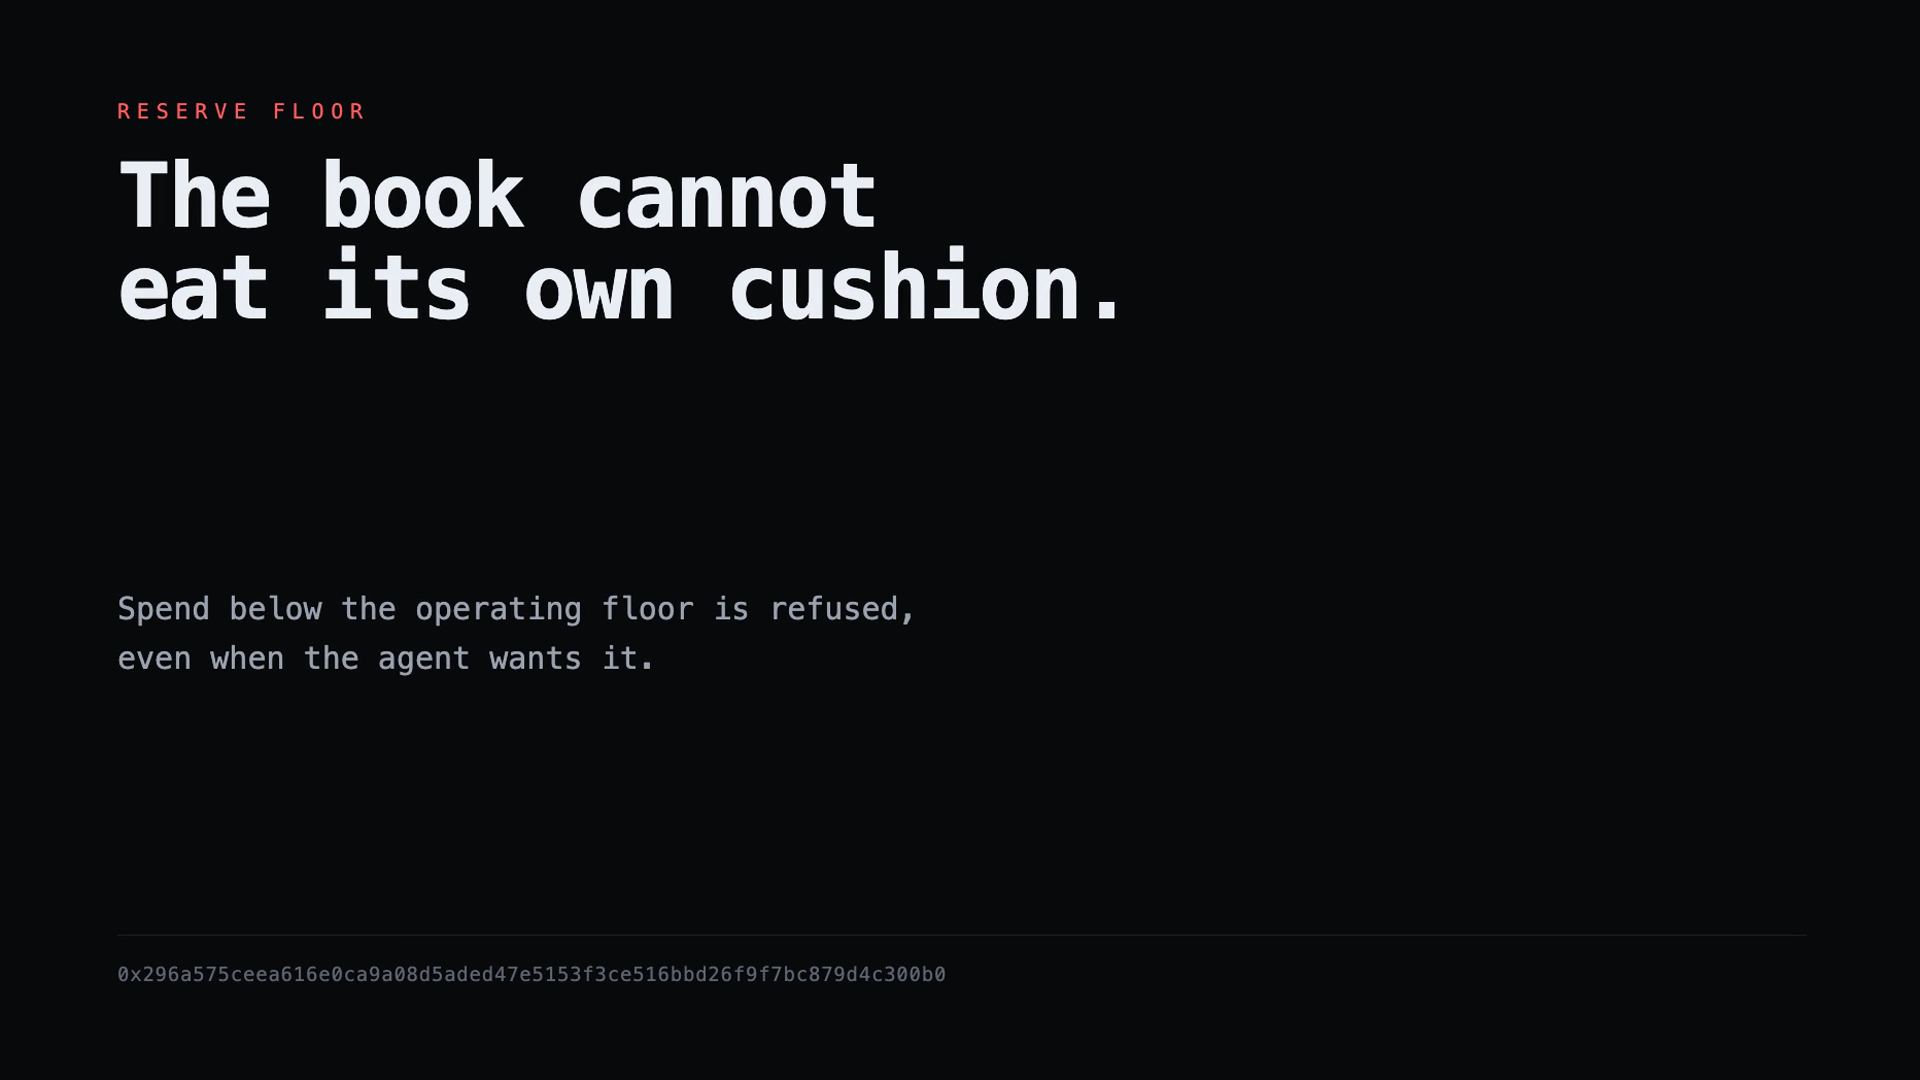 RESERVE FLOOR
The book cannot
eat its own cushion.
Spend below the operating floor is refused,
even when the agent wants it.
0x296a575ceea616e0ca9a08d5aded47e5153f3ce516bbd26f9f7bc879d4c300b0